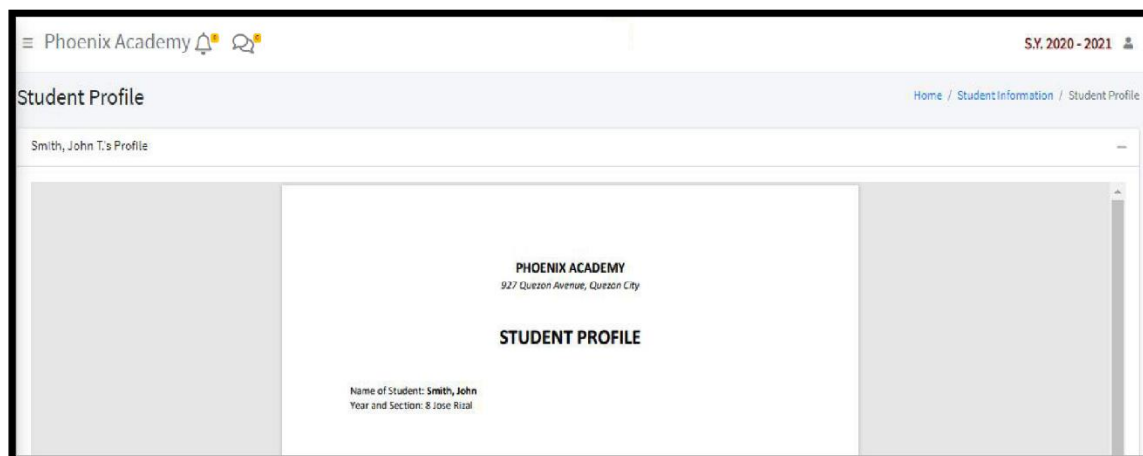 Phoenix Academy
S.Y. 2020 - 2021
Student Profile
Home / Student Information / Student Profile
Smith, John T.'s Profile
PHOENIX ACADEMY
927 Quezon Avenue, Quezon City
STUDENT PROFILE
Name of Student: Smith, John
Year and Section: 8 Jose Rizal